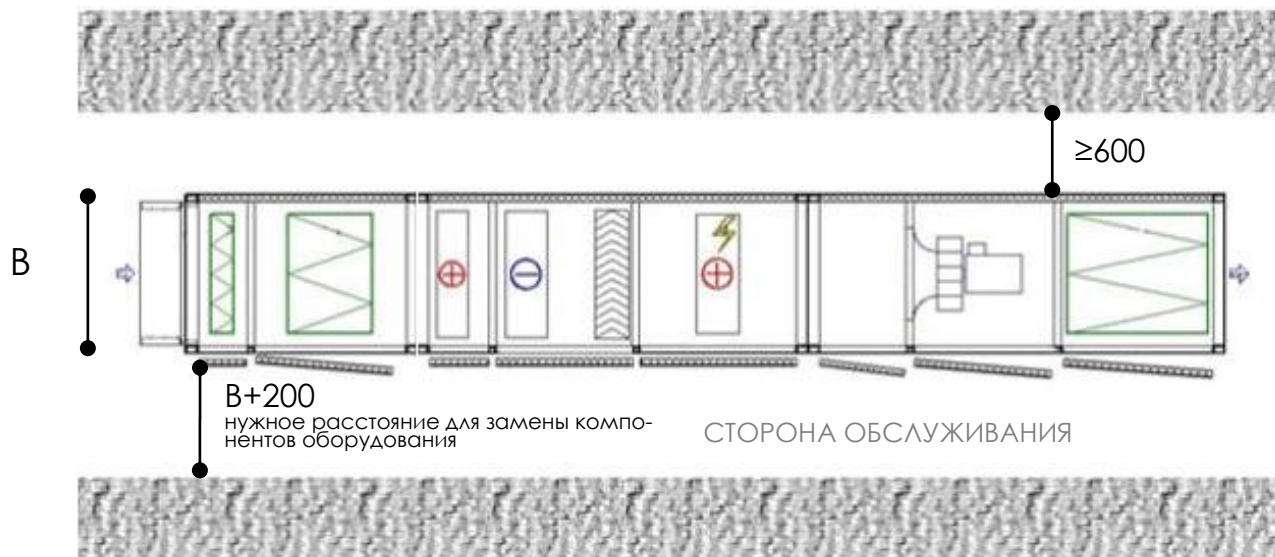 ≥600
B
B+200
нужное расстояние для замены компо-
нентов оборудования
СТОРОНА ОБСЛУЖИВАНИЯ